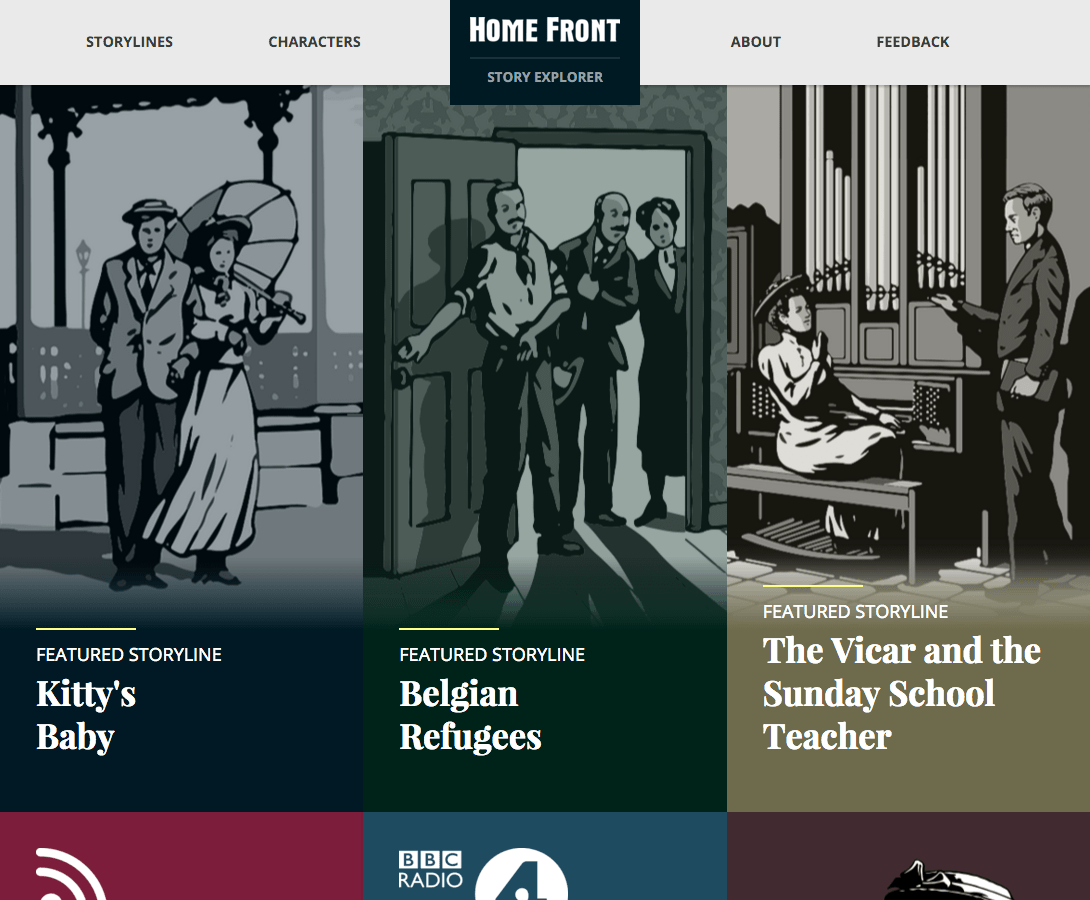 STORYLINES
CHARACTERS
HOME FRONT
STORY EXPLORER
ABOUT
FEEDBACK
FEATURED STORYLINE
Kitty's
Baby
FEATURED STORYLINE
Belgian
Refugees
FEATURED STORYLINE
The Vicar and the
Sunday School
Teacher
BBC
RADIO
4